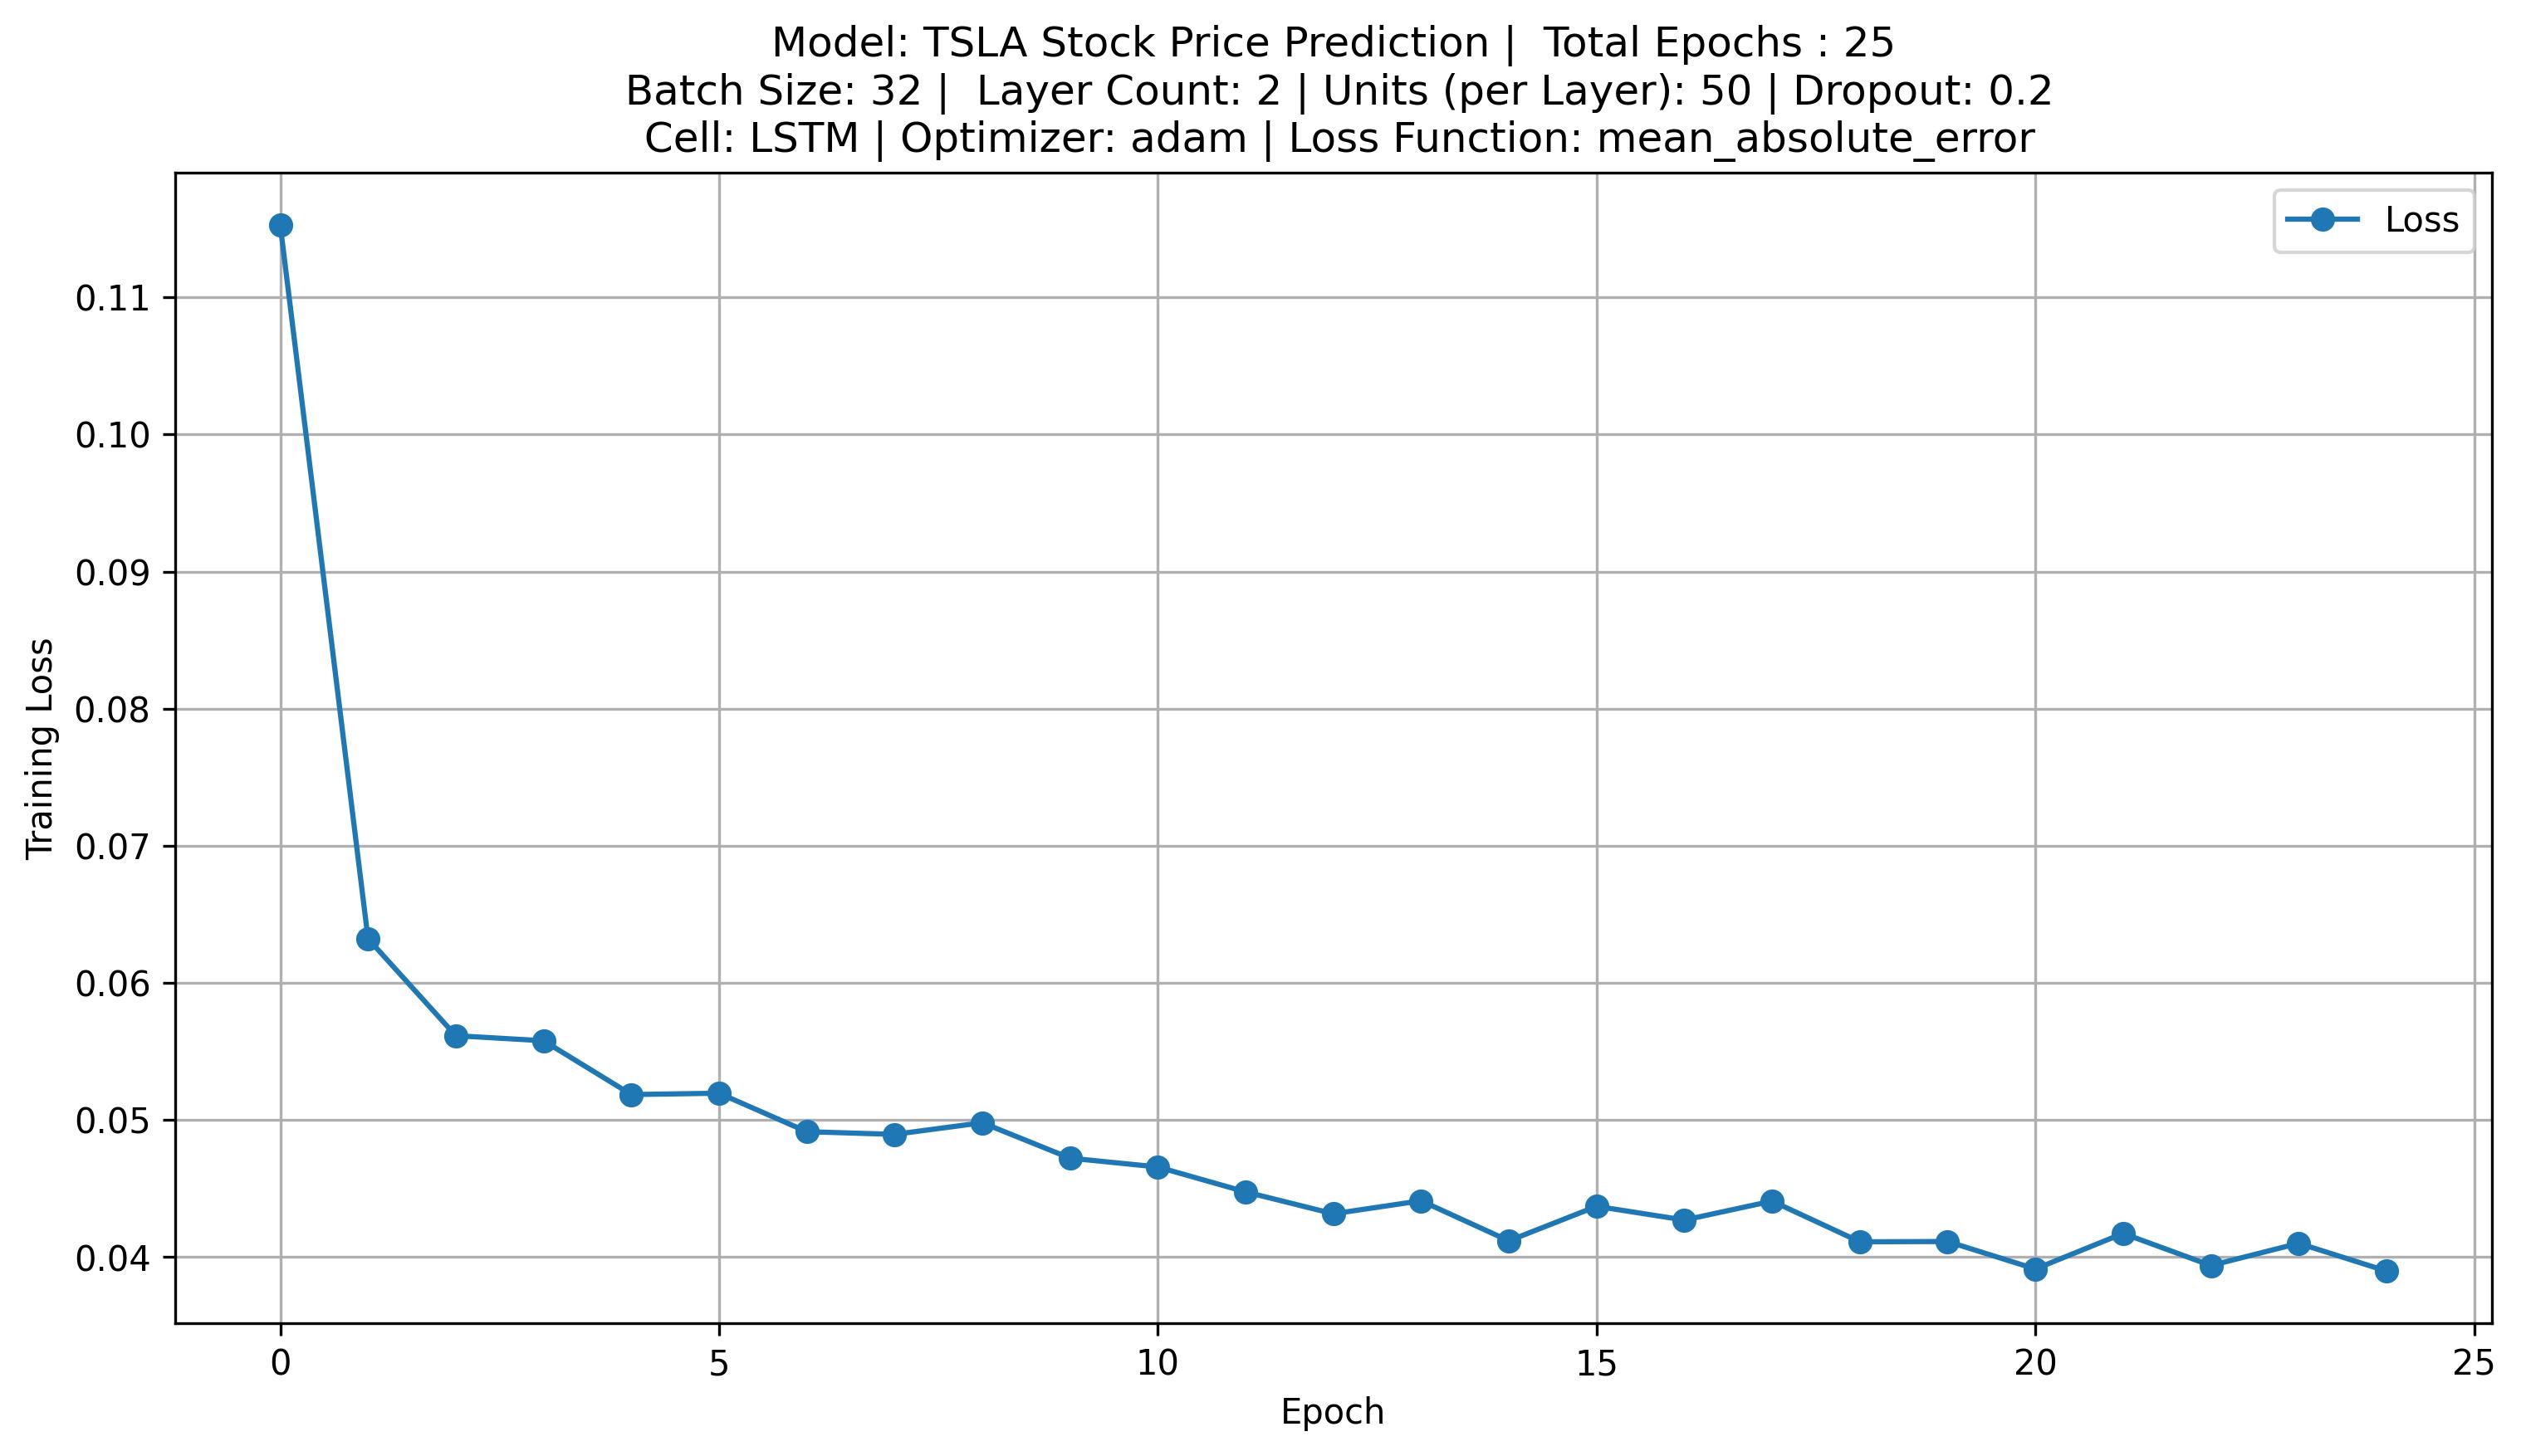 Model: TSLA Stock Price Prediction |  Total Epochs : 25
Batch Size: 32 |  Layer Count: 2 | Units (per Layer): 50 | Dropout: 0.2
Cell: LSTM | Optimizer: adam | Loss Function: mean_absolute_error
Loss
Training Loss
0.11
0.10
0.09
0.08
0.07
0.06
0.05
0.04
0 5 10 15 20 25
Epoch